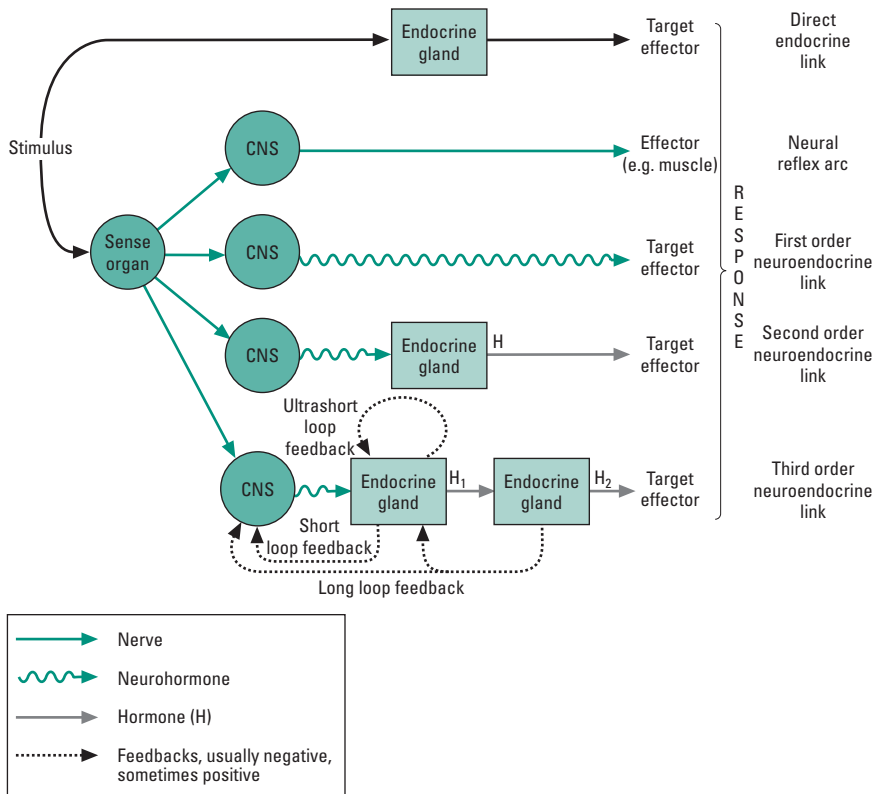 Endocrine
gland
Target
effector
Direct
endocrine
link
Stimulus
CNS
Effector
(e.g. muscle)
Neural
reflex arc
Sense
organ
CNS
Target
effector
First order
neuroendocrine
link
CNS
Endocrine
gland
H
Target
effector
Second order
neuroendocrine
link
R
E
S
P
O
N
S
E
Ultrashort
loop
feedback
CNS
Endocrine
gland
H₁
Endocrine
gland
H₂
Target
effector
Third order
neuroendocrine
link
Short
loop feedback
Long loop feedback
Nerve
Neurohormone
Hormone (H)
Feedbacks, usually negative,
sometimes positive